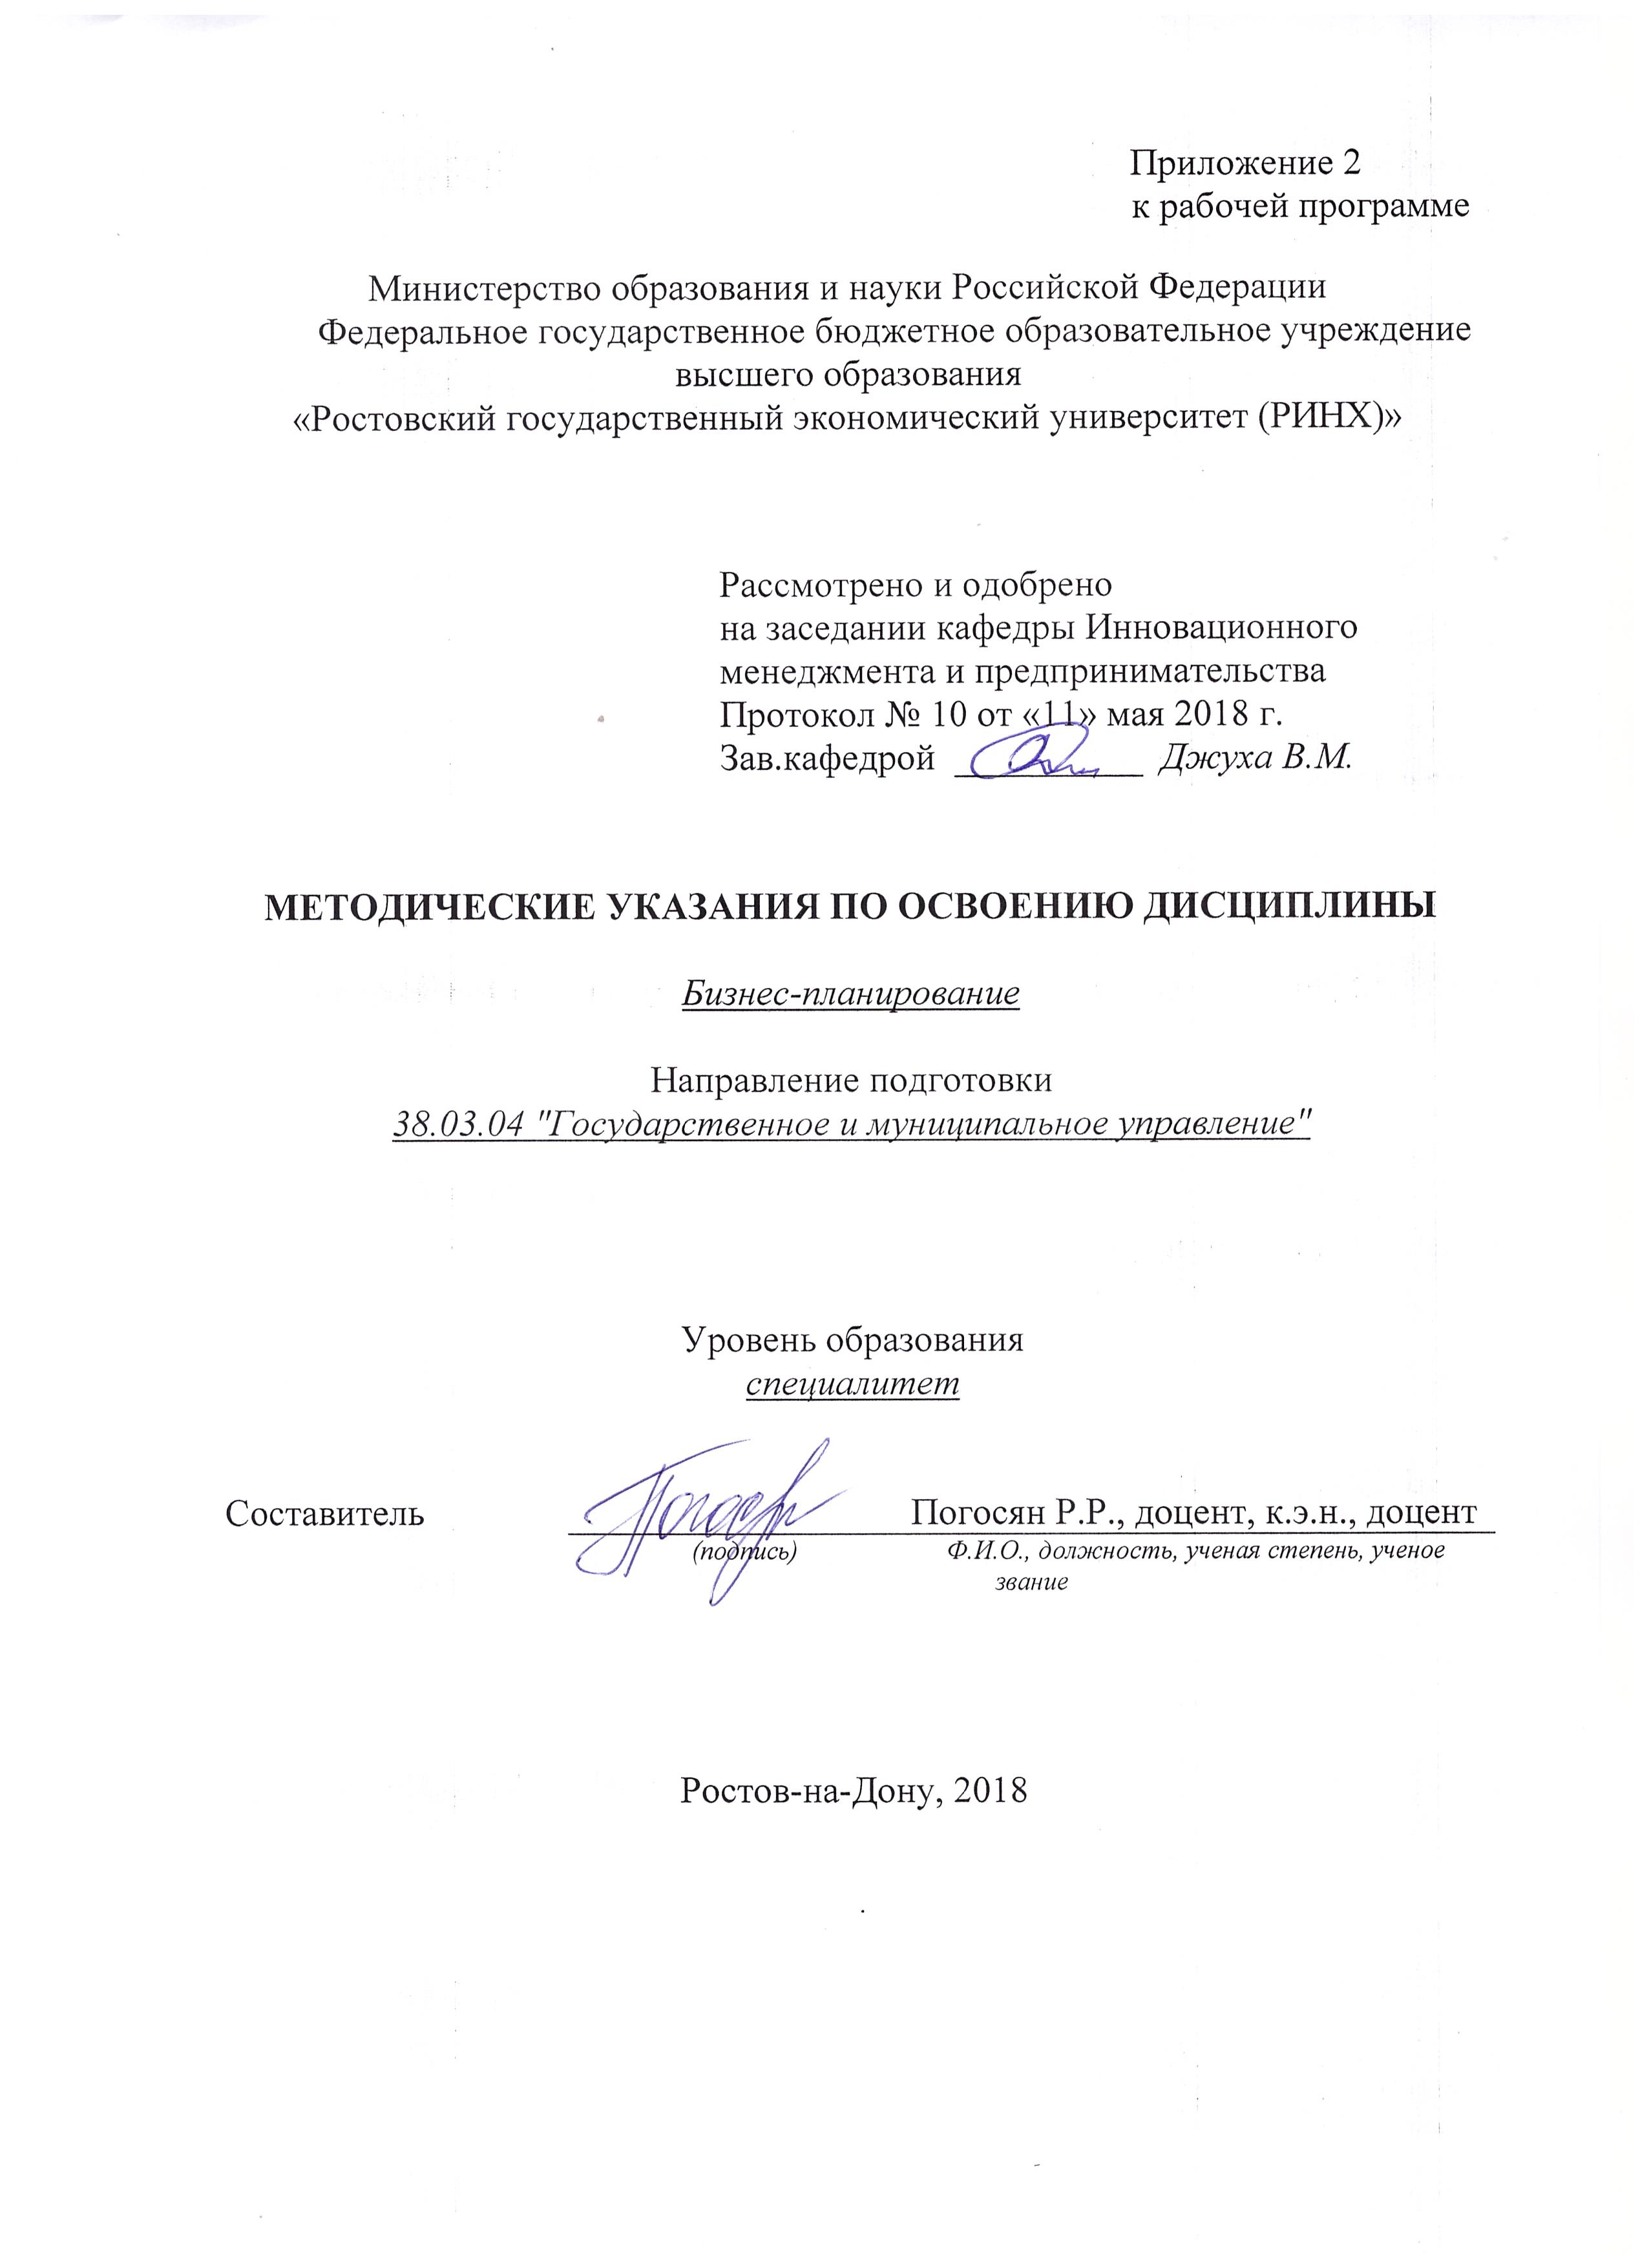 Приложение 2
к рабочей программе
Министерство образования и науки Российской Федерации
Федеральное государственное бюджетное образовательное учреждение
высшего образования
«Ростовский государственный экономический университет (РИНХ)»
Рассмотрено и одобрено
на заседании кафедры Инновационного
менеджмента и предпринимательства
Протокол № 10 от «11» мая 2018 г.
Зав.кафедрой Джуха В.М.
МЕТОДИЧЕСКИЕ УКАЗАНИЯ ПО ОСВОЕНИЮ ДИСЦИПЛИНЫ
Бизнес-планирование
Направление подготовки
38.03.04 "Государственное и муниципальное управление"
Уровень образования
специалитет
Составитель Погосян Р.Р., доцент, к.э.н., доцент
(подпись) Ф.И.О., должность, ученая степень, ученое
звание
Ростов-на-Дону, 2018